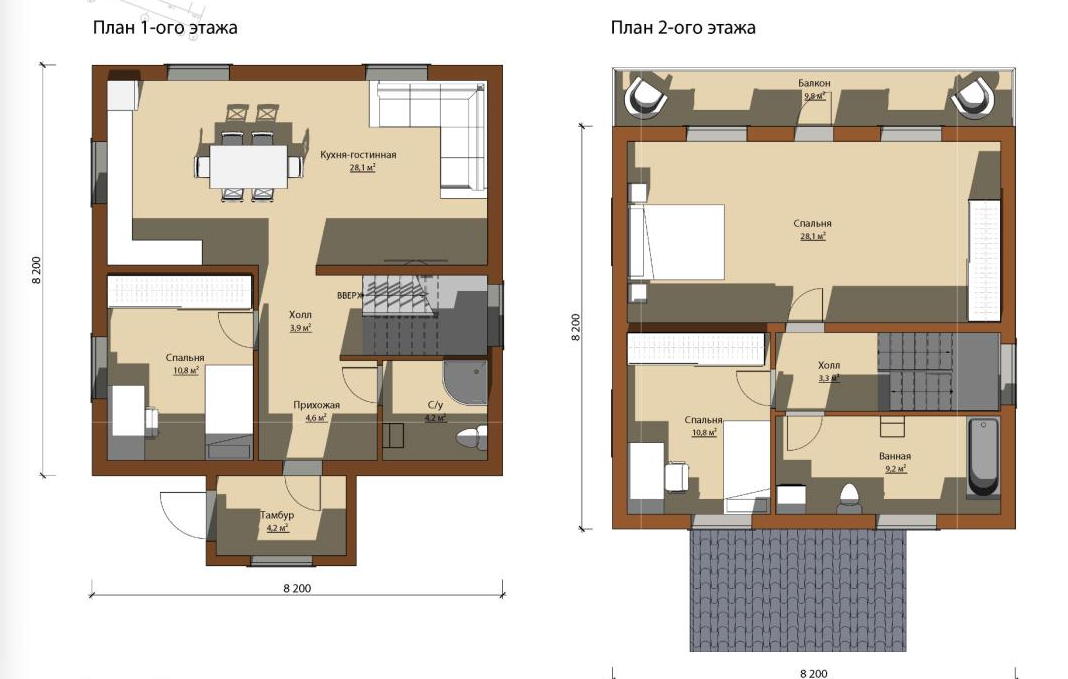 План 1-ого этажа
Кухня-гостинная
28,1 м²
8 200
ВВЕРХ
Холл
3,9 м²
Спальня
10,8 м²
Прихожая
4,6 м²
С/у
4,2 м²
Тамбур
4,2 м²
8 200
План 2-ого этажа
Балкон
9,8 м²
Спальня
28,1 м²
8 200
Холл
3,3 м²
Спальня
10,8 м²
Ванная
9,2 м²
8 200